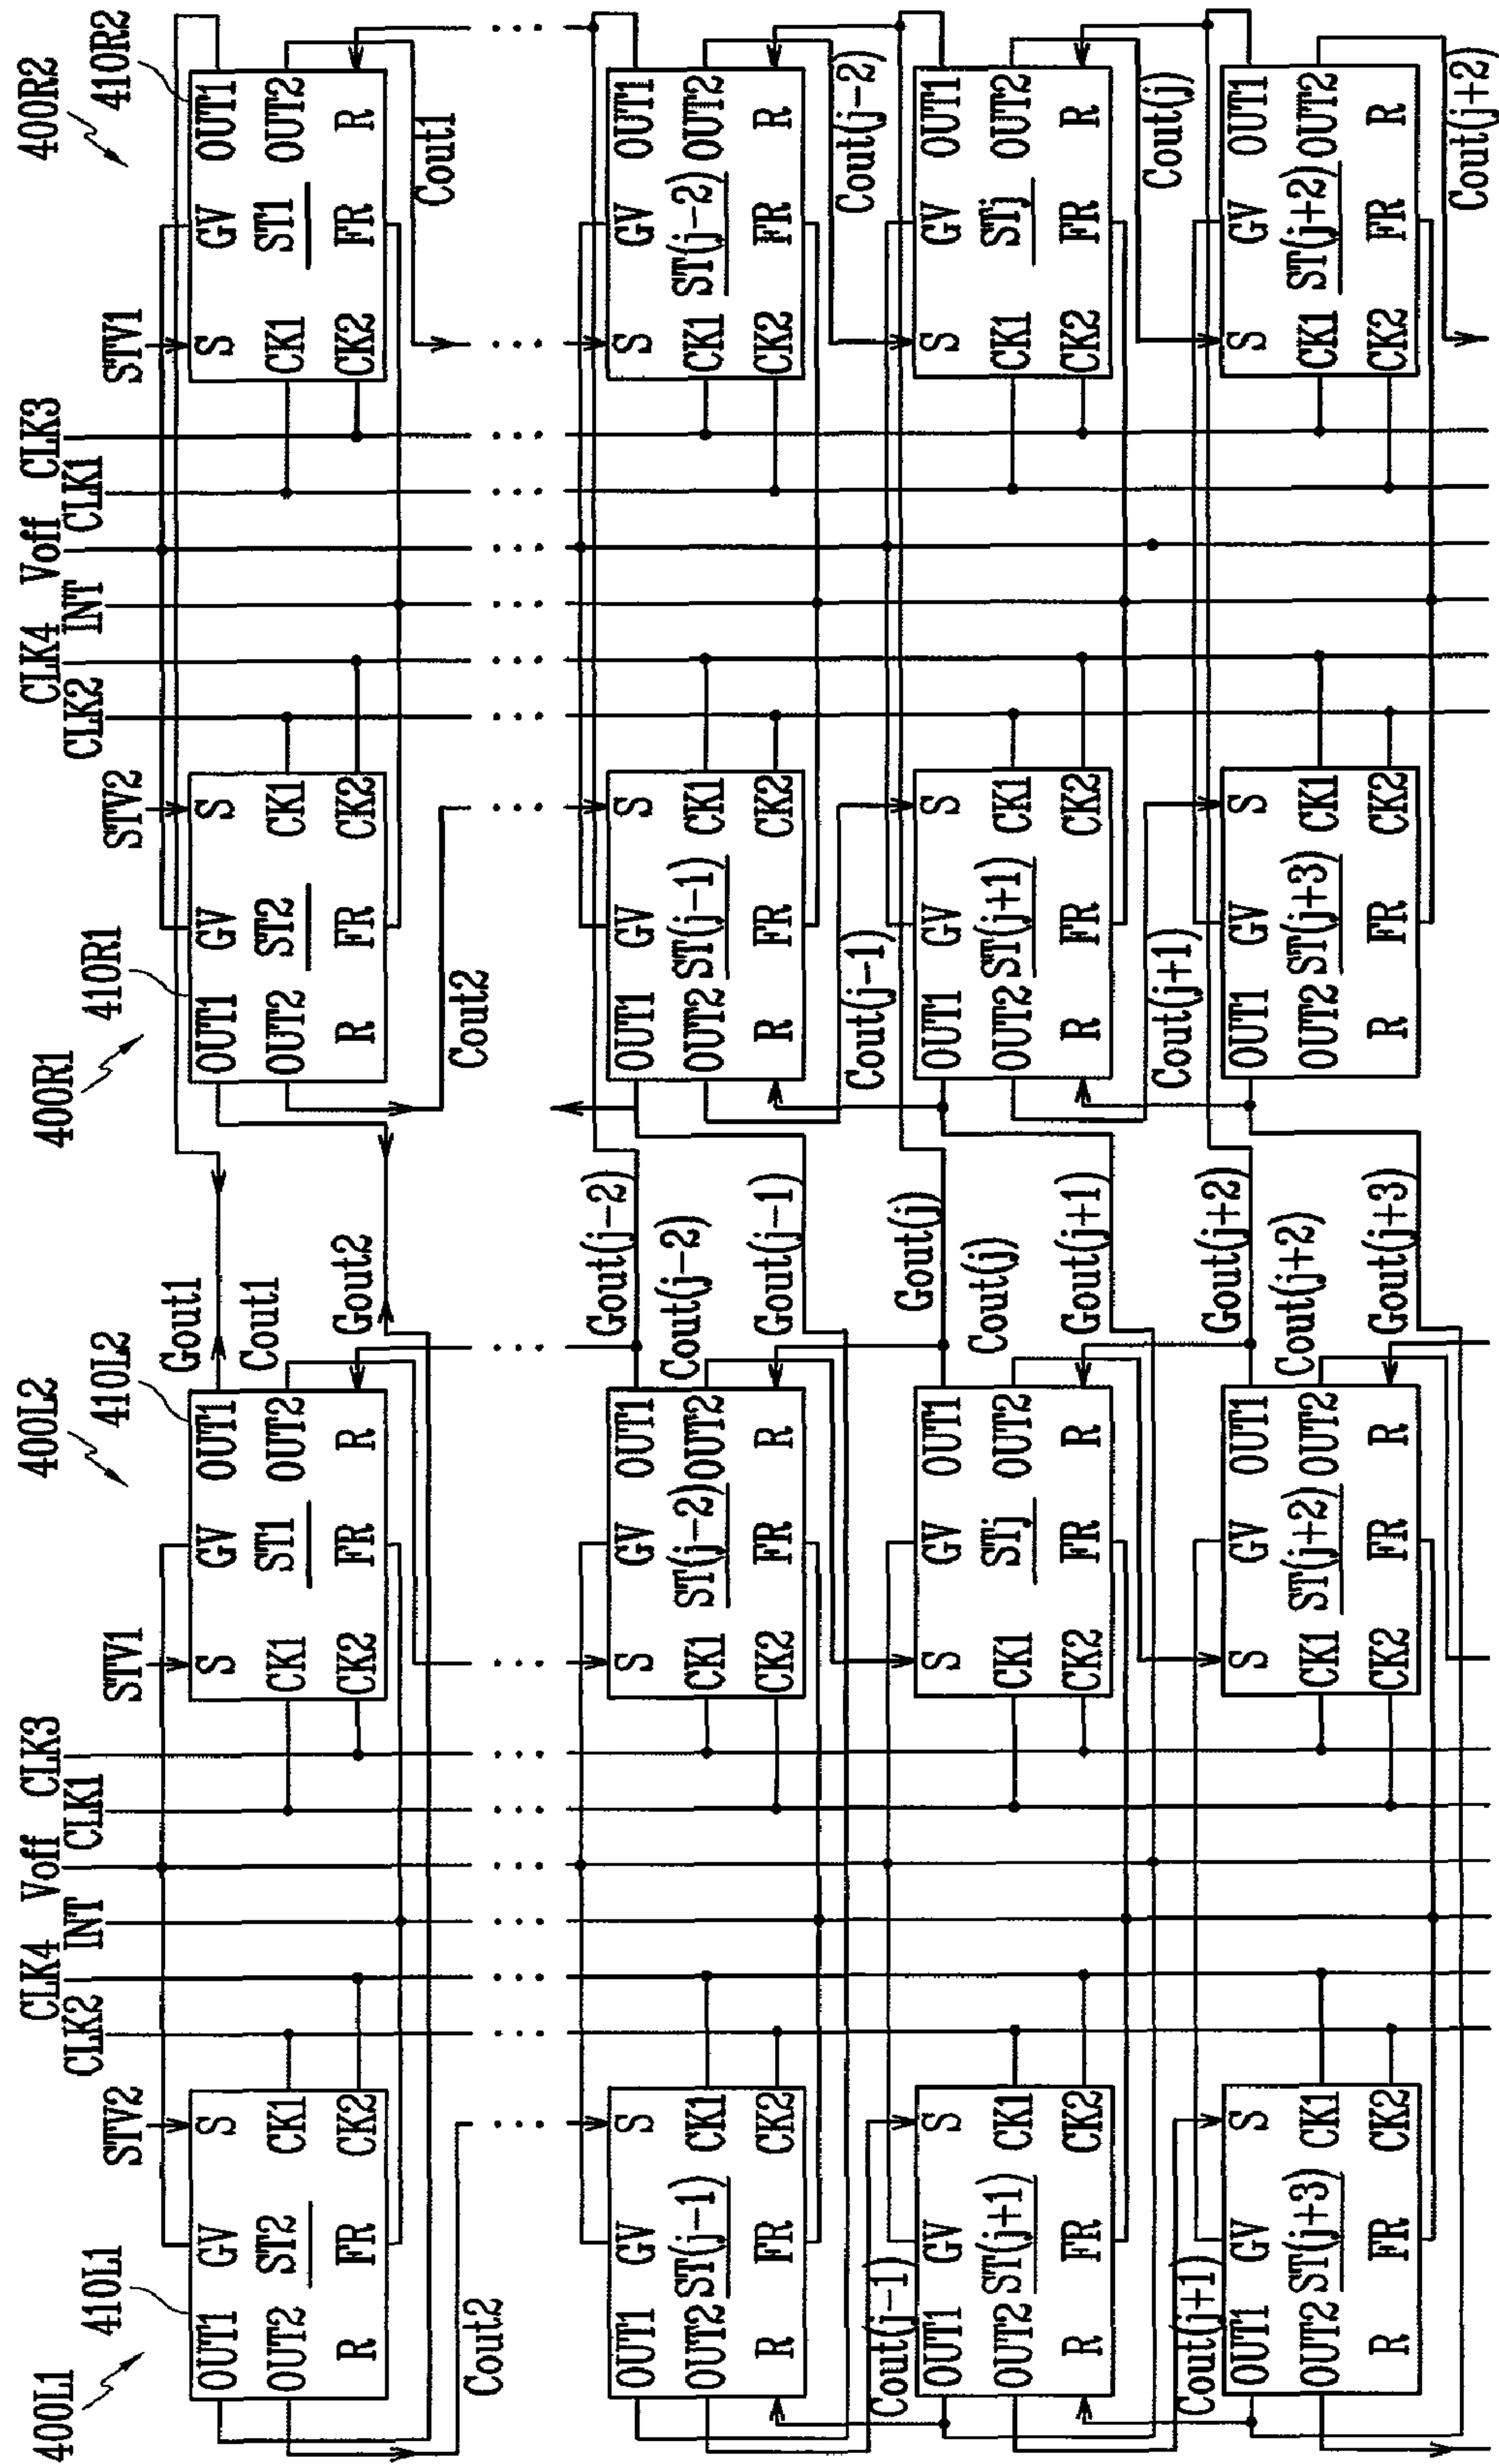 400L1 CLK4 Voff CLK3 400L2 400R1 CLK4 Voff CLK3 400R2
410L1 STV2 CLK2 INT CLK1 STV1 410L2 410R1 STV2 CLK2 INT CLK1 STV1 410R2
Gout1
OUT1 GV S S GV OUT1 OUT1 GV S S GV OUT1
OUT2 ST2 CK1 CK1 ST1 OUT2 Cout1 OUT2 ST2 CK1 CK1 ST1 OUT2
R FR CK2 CK2 FR R Gout2 R FR CK2 CK2 FR R
Cout2 Cout2 Cout1
... ... ... ... ... ... ... ... ... ... ... ... ... ... ... ... ... ... ...
OUT1 GV S S GV OUT1 Gout(j-2) OUT1 GV S S GV OUT1
OUT2 ST(j-1) CK1 CK1 ST(j-2) OUT2 Cout(j-2) OUT2 ST(j-1) CK1 CK1 ST(j-2) OUT2
R FR CK2 CK2 FR R Gout(j-1) R FR CK2 CK2 FR R
Cout(j-1) Cout(j-1) Cout(j-2)
OUT1 GV S S GV OUT1 Gout(j) OUT1 GV S S GV OUT1
OUT2 ST(j+1) CK1 CK1 STj OUT2 Cout(j) OUT2 ST(j+1) CK1 CK1 STj OUT2
R FR CK2 CK2 FR R Gout(j+1) R FR CK2 CK2 FR R
Cout(j+1) Cout(j+1) Cout(j)
OUT1 GV S S GV OUT1 Gout(j+2) OUT1 GV S S GV OUT1
OUT2 ST(j+3) CK1 CK1 ST(j+2) OUT2 Cout(j+2) OUT2 ST(j+3) CK1 CK1 ST(j+2) OUT2
R FR CK2 CK2 FR R Gout(j+3) R FR CK2 CK2 FR R
Cout(j+2)